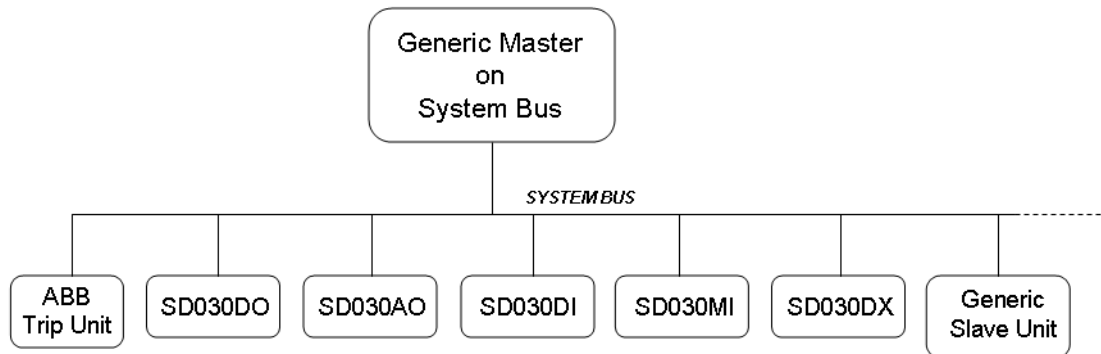 Generic Master
on
System Bus
SYSTEM BUS
ABB
Trip Unit
SD030DO
SD030AO
SD030DI
SD030MI
SD030DX
Generic
Slave Unit